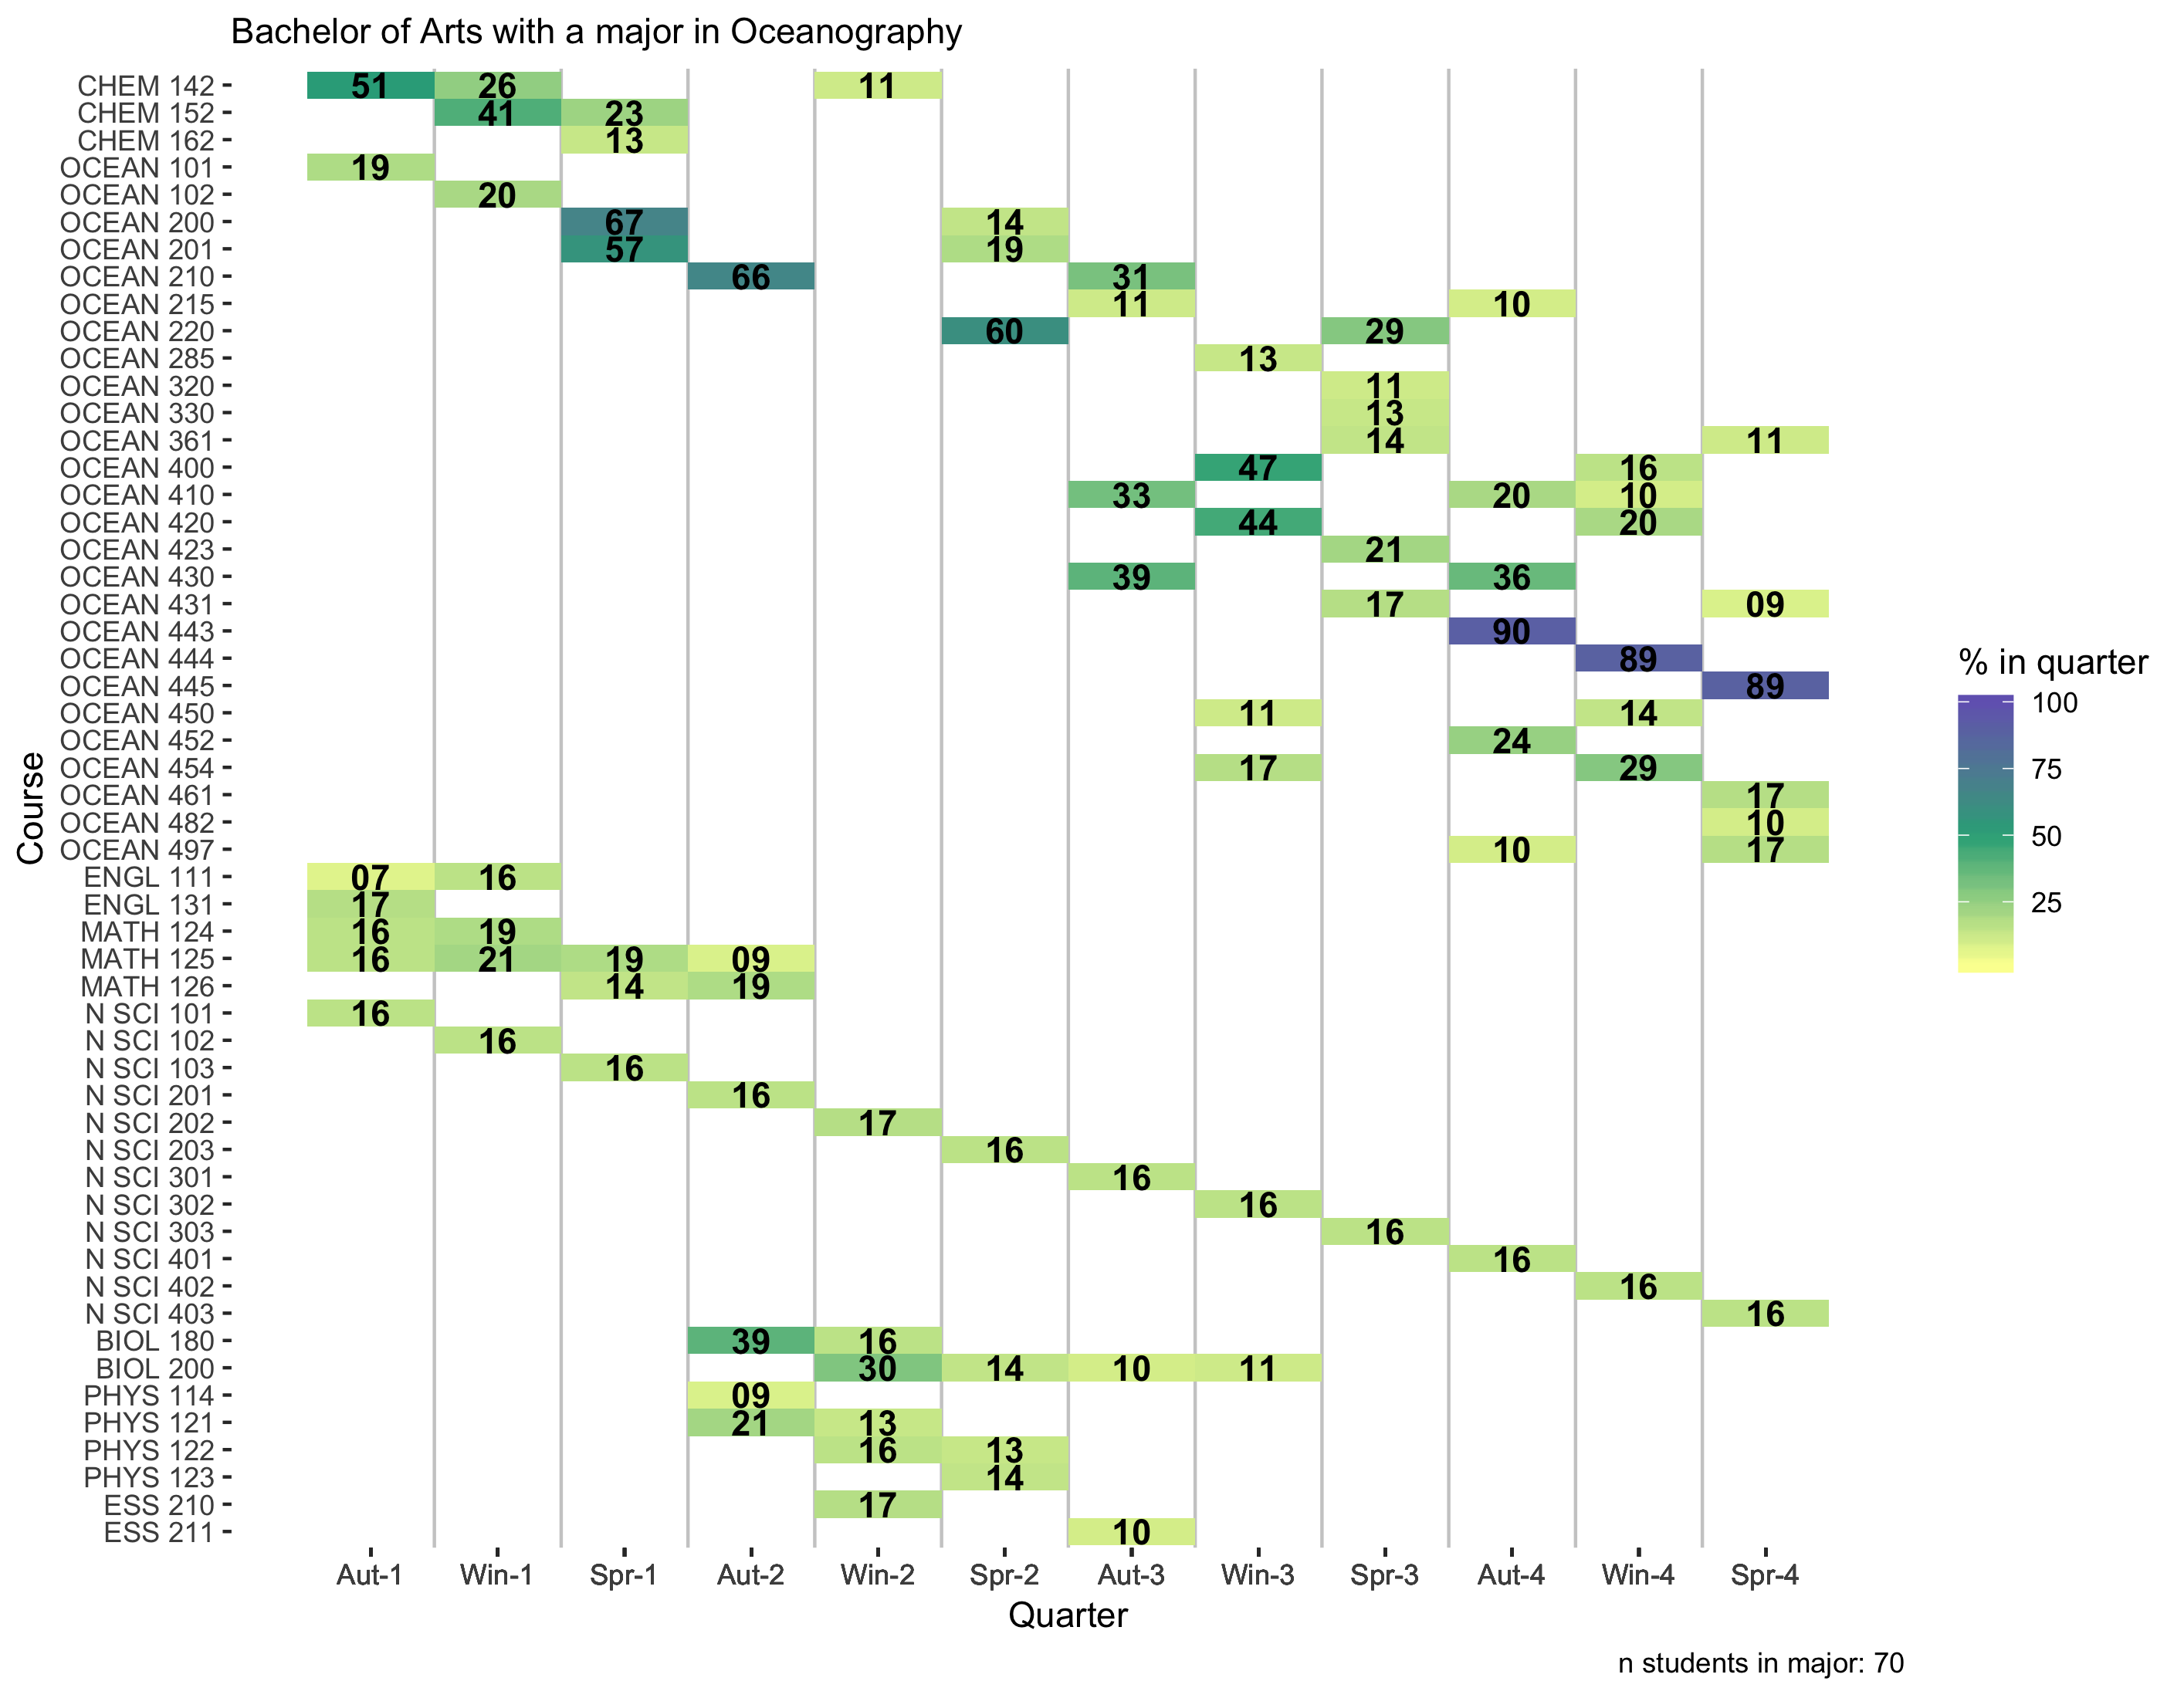 Bachelor of Arts with a major in Oceanography
CHEM 142 51 26 11
CHEM 152 41 23
CHEM 162 13
OCEAN 101 19
OCEAN 102 20
OCEAN 200 67 14
OCEAN 201 57 19
OCEAN 210 66 31
OCEAN 215 11 10
OCEAN 220 60 29
OCEAN 285 13
OCEAN 320 11
OCEAN 330 13
OCEAN 361 14 11
OCEAN 400 47 16
OCEAN 410 33 20 10
OCEAN 420 44 20
OCEAN 423 21
OCEAN 430 39 36
OCEAN 431 17 09
OCEAN 443 90
OCEAN 444 89
OCEAN 445 89
OCEAN 450 11 14
OCEAN 452 24
OCEAN 454 17 29
OCEAN 461 17
OCEAN 482 10
OCEAN 497 10 17
ENGL 111 07 16
ENGL 131 17
MATH 124 16 19
MATH 125 16 21 19 09
MATH 126 14 19
N SCI 101 16
N SCI 102 16
N SCI 103 16
N SCI 201 16
N SCI 202 17
N SCI 203 16
N SCI 301 16
N SCI 302 16
N SCI 303 16
N SCI 401 16
N SCI 402 16
N SCI 403 16
BIOL 180 39 16
BIOL 200 30 14 10 11
PHYS 114 09
PHYS 121 21 13
PHYS 122 16 13
PHYS 123 14
ESS 210 17
ESS 211 10
Course
Aut-1 Win-1 Spr-1 Aut-2 Win-2 Spr-2 Aut-3 Win-3 Spr-3 Aut-4 Win-4 Spr-4
Quarter
% in quarter
100
75
50
25
n students in major: 70